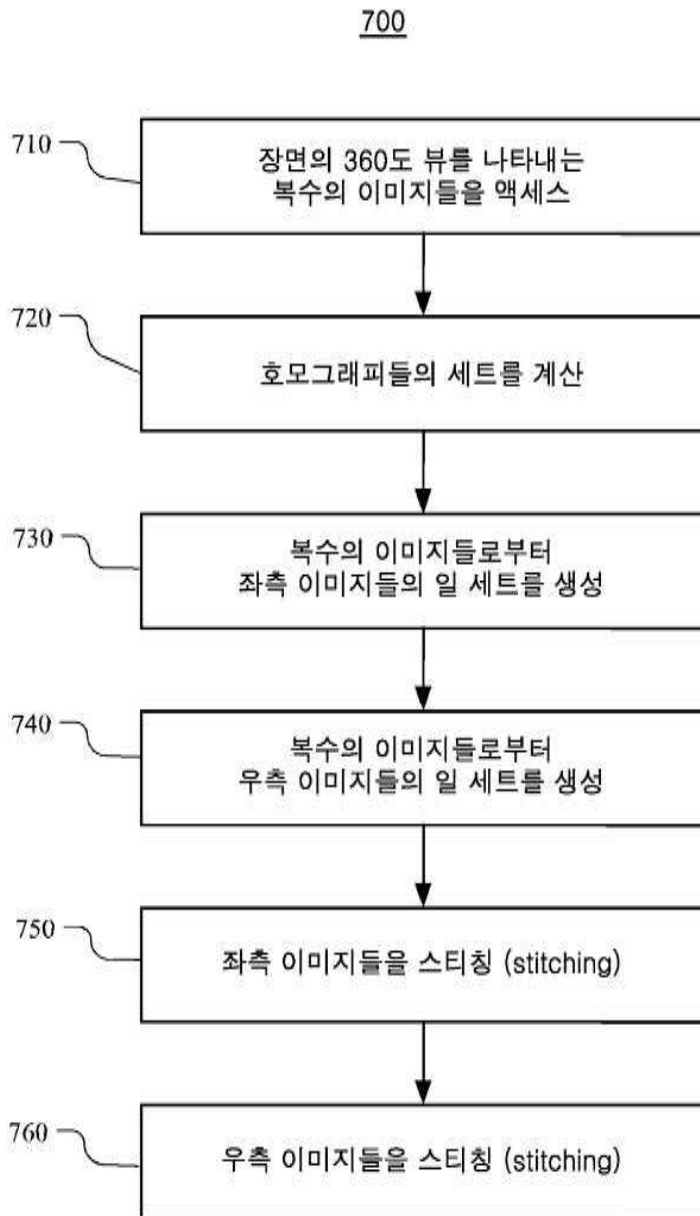 700
710
장면의 360도 뷰를 나타내는
복수의 이미지들을 액세스
720
호모그래피들의 세트를 계산
730
복수의 이미지들로부터
좌측 이미지들의 일 세트를 생성
740
복수의 이미지들로부터
우측 이미지들의 일 세트를 생성
750
좌측 이미지들을 스티칭 (stitching)
760
우측 이미지들을 스티칭 (stitching)